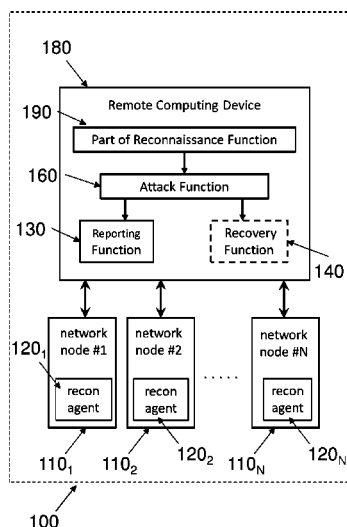 180
Remote Computing Device
190
Part of Reconnaissance Function
160
Attack Function
130
Reporting
Function
Recovery
Function
140
network
node #1
network
node #2
network
node #N
120₁
recon
agent
recon
agent
......
recon
agent
110₁
110₂
120₂
110N
120N
100